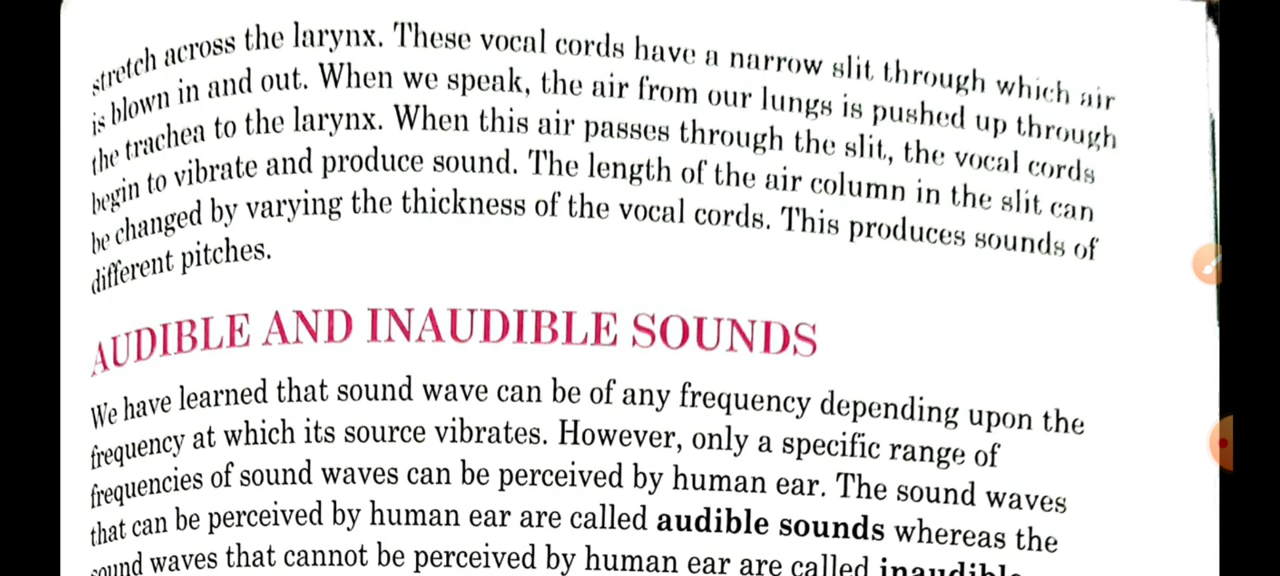 stretch across the larynx. These vocal cords have a narrow slit through which air
is blown in and out. When we speak, the air from our lungs is pushed up through
the trachea to the larynx. When this air passes through the slit, the vocal cords
begin to vibrate and produce sound. The length of the air column in the slit can
be changed by varying the thickness of the vocal cords. This produces sounds of
different pitches.
AUDIBLE AND INAUDIBLE SOUNDS
We have learned that sound wave can be of any frequency depending upon the
frequency at which its source vibrates. However, only a specific range of
frequencies of sound waves can be perceived by human ear. The sound waves
that can be perceived by human ear are called audible sounds whereas the
sound waves that cannot be perceived by human ear are called inaudible